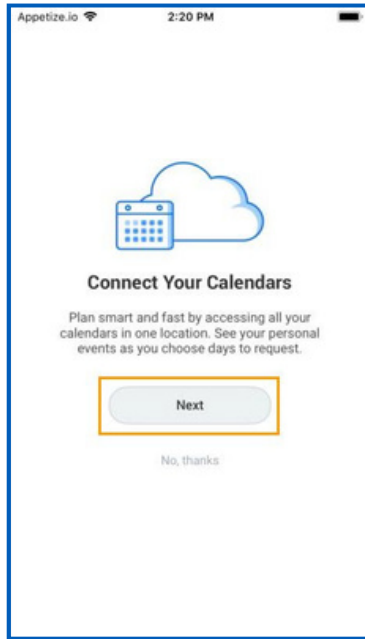 Appetize.io 2:20 PM
Connect Your Calendars
Plan smart and fast by accessing all your
calendars in one location. See your personal
events as you choose days to request.
Next
No, thanks